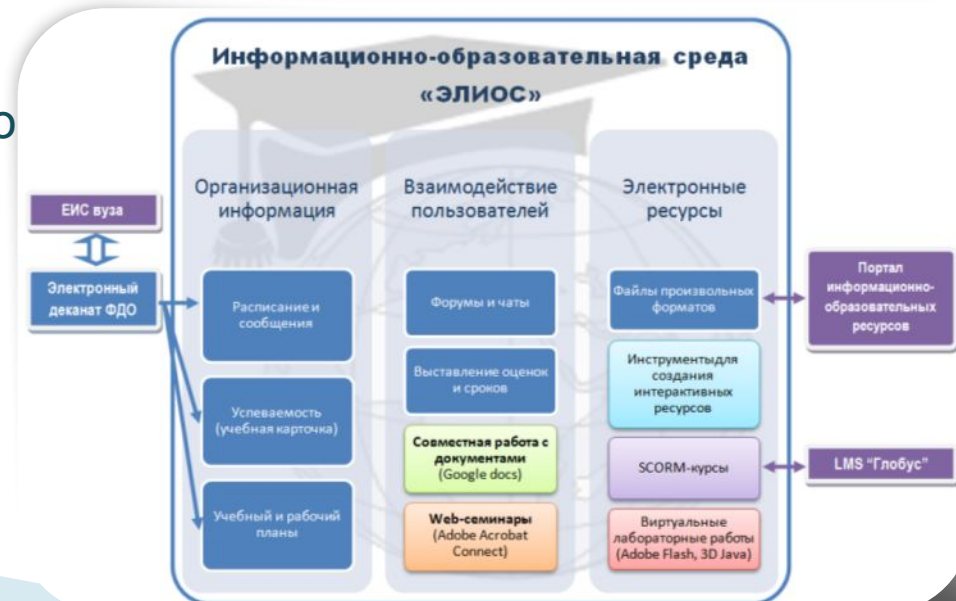 Информационно-образовательная среда
«ЭЛИОС»
о
ЕИС вуза
Электронный
деканат ФДО
Организационная
информация
Расписание и
сообщения
Успеваемость
(учебная карточка)
Учебный и рабочий
планы
Взаимодействие
пользователей
Форумы и чаты
Выставление оценок
и сроков
Совместная работа с
документами
(Google docs)
Web-семинары
(Adobe Acrobat
Connect)
Электронные
ресурсы
Файлы произвольных
форматов
Инструментыдля
создания
интерактивных
ресурсов
SCORM-курсы
Виртуальные
лабораторные работы
(Adobe Flash, 3D Java)
Портал
информационно-
образовательных
ресурсов
LMS “Глобус”